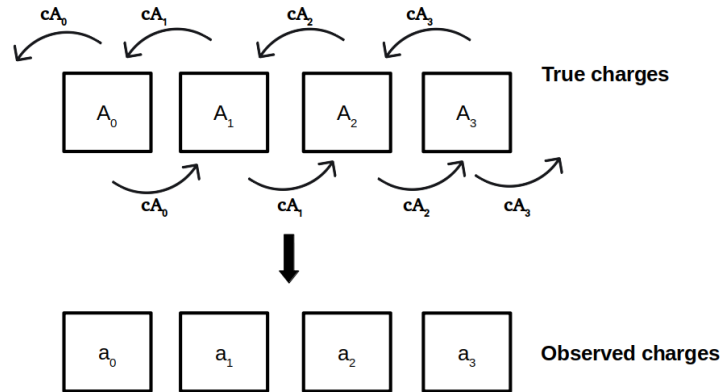 cA₀ cA₁ cA₂ cA₃
A₀ A₁ A₂ A₃ True charges
cA₀ cA₁ cA₂ cA₃
a₀ a₁ a₂ a₃ Observed charges